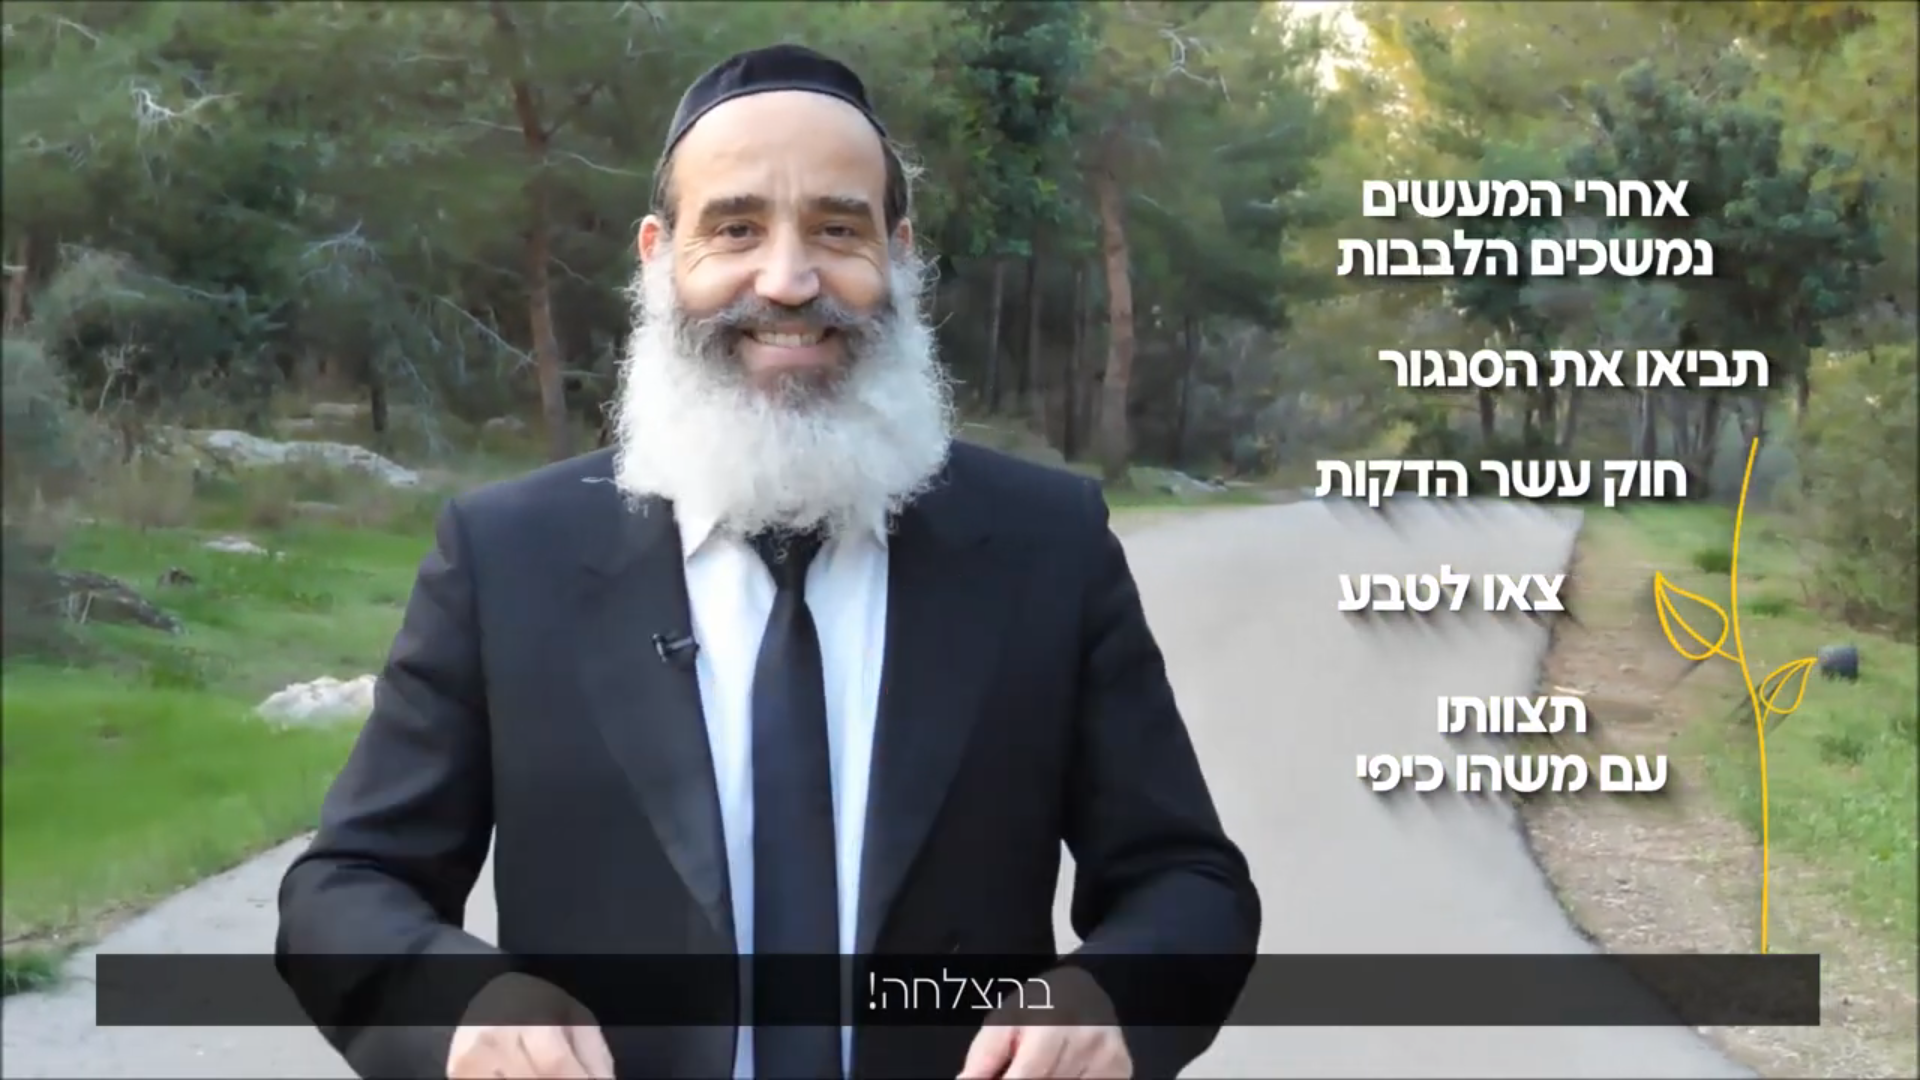 אחרי המעשים
נמשכים הלבבות
תביאו את הסנגור
חוק עשר הדקות
צאו לטבע
תצוותו
עם משהו כיפי
בהצלחה!